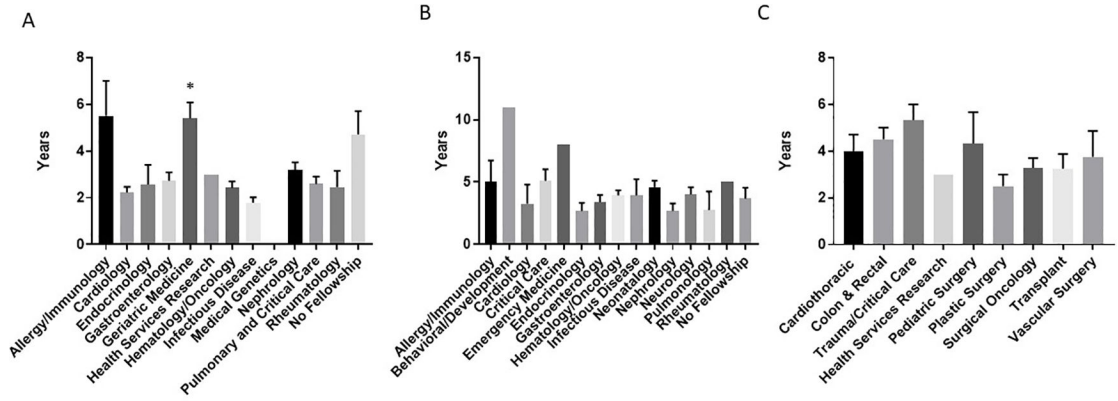 A
8
6
4
2
0
Years
*
Allergy/Immunology
Cardiology
Endocrinology
Gastroenterology
Geriatric Medicine
Health Services Research
Hematology/Oncology
Infectious Disease
Medical Genetics
Nephrology
Pulmonary and Critical Care
Rheumatology
No Fellowship
B
15
10
5
0
Years
Allergy/Immunology
Behavioral/Development
Cardiology
Critical Care
Emergency Medicine
Endocrinology
Gastroenterology
Hematology/Oncology
Infectious Disease
Neonatology
Nephrology
Neurology
Pulmonology
Rheumatology
No Fellowship
C
8
6
4
2
0
Years
Cardiothoracic
Colon & Rectal
Trauma/Critical Care
Health Services Research
Pediatric Surgery
Plastic Surgery
Surgical Oncology
Transplant
Vascular Surgery